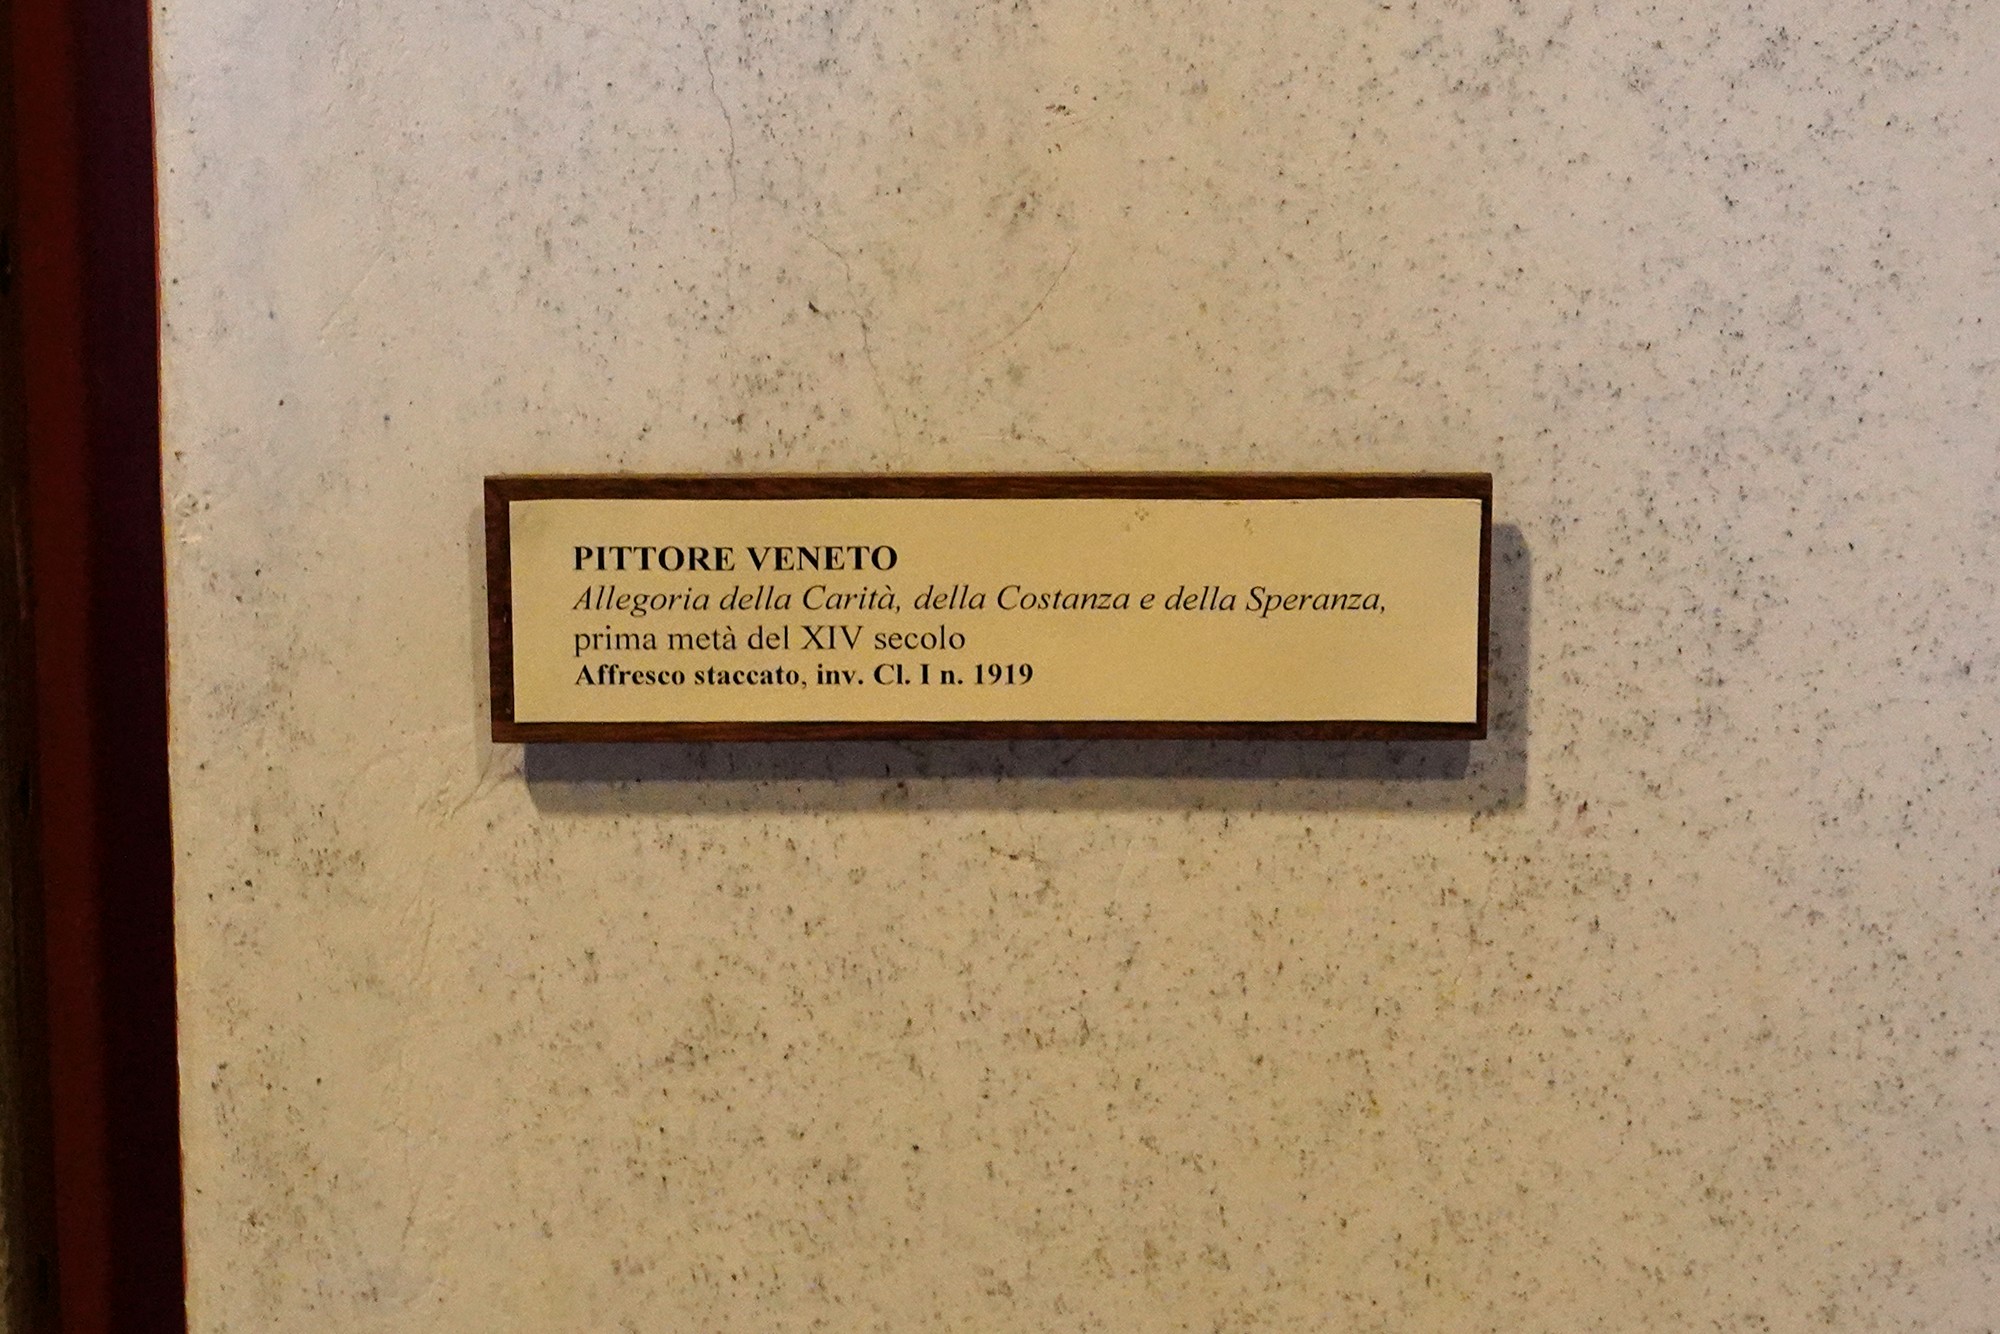 PITTORE VENETO
Allegoria della Carità, della Costanza e della Speranza,
prima metà del XIV secolo
Affresco staccato, inv. Cl. I n. 1919